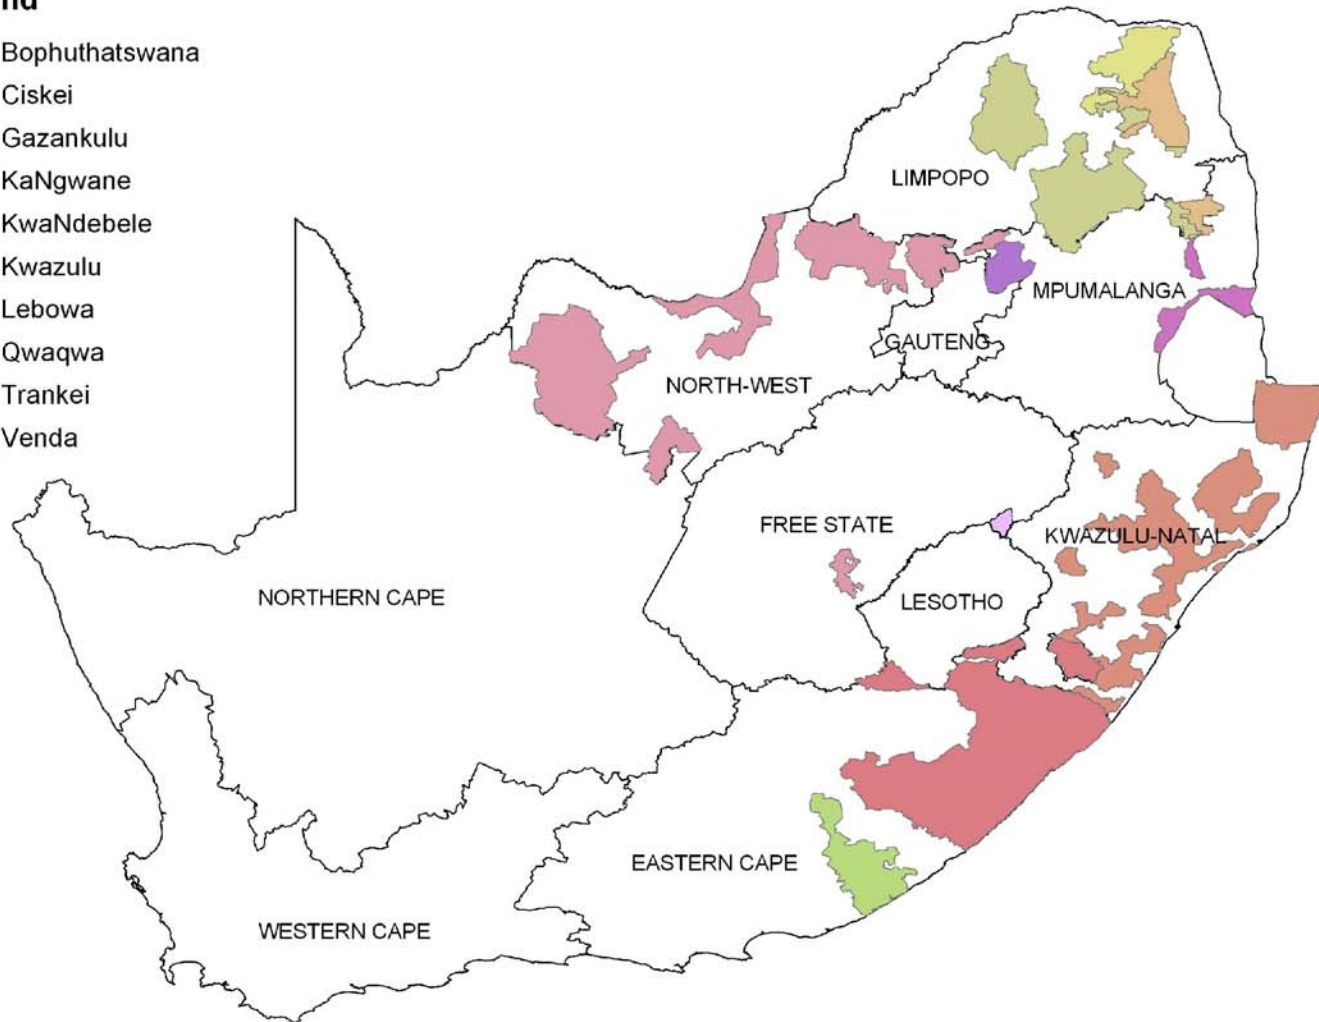 nd
Bophuthatswana
Ciskei
Gazankulu
KaNgwane
KwaNdebele
Kwazulu
Lebowa
Qwaqwa
Trankei
Venda
LIMPOPO
MPUMALANGA
GAUTENG
NORTH-WEST
FREE STATE
KWAZULU-NATAL
NORTHERN CAPE
LESOTHO
EASTERN CAPE
WESTERN CAPE